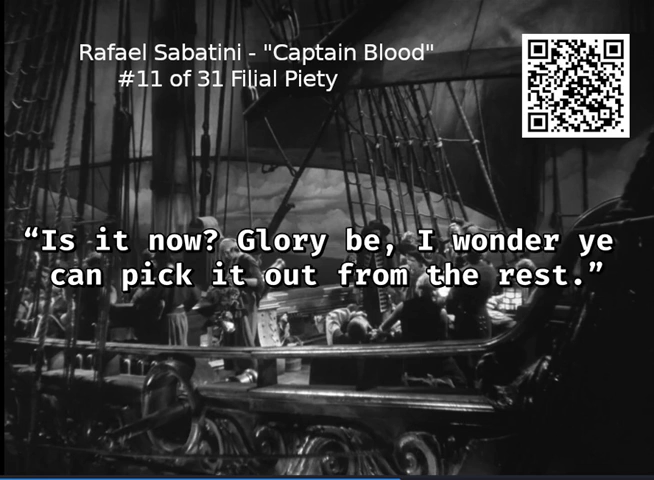 Rafael Sabatini - "Captain Blood"
#11 of 31 Filial Piety
“Is it now? Glory be, I wonder ye
can pick it out from the rest.”